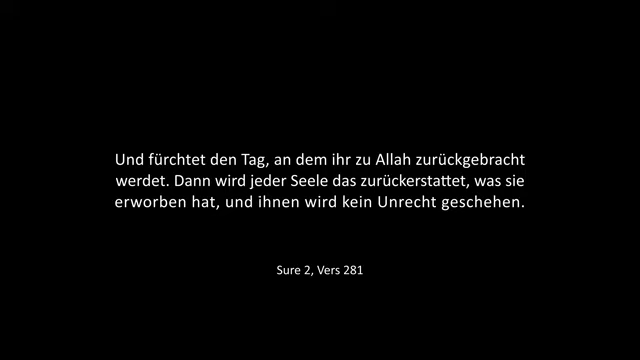 Und fürchtet den Tag, an dem ihr zu Allah zurückgebracht
werdet. Dann wird jeder Seele das zurückerstattet, was sie
erworben hat, und ihnen wird kein Unrecht geschehen.
Sure 2, Vers 281